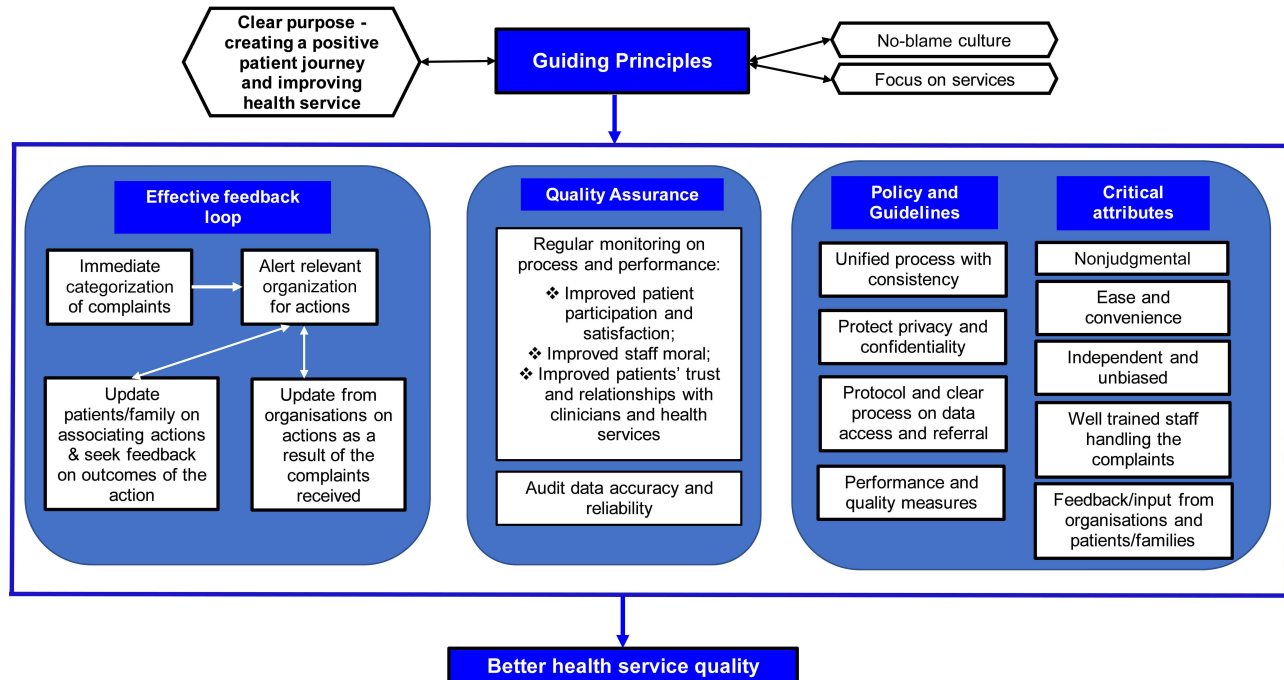 Clear purpose -
creating a positive
patient journey
and improving
health service
Guiding Principles
No-blame culture
Focus on services
Effective feedback
loop
Immediate
categorization
of complaints
Alert relevant
organization
for actions
Update
patients/family on
associating actions
& seek feedback
on outcomes of the
action
Update from
organisations on
actions as a
result of the
complaints
received
Quality Assurance
Regular monitoring on
process and performance:
❖ Improved patient
participation and
satisfaction;
❖ Improved staff moral;
❖ Improved patients' trust
and relationships with
clinicians and health
services
Audit data accuracy and
reliability
Policy and
Guidelines
Unified process with
consistency
Protect privacy and
confidentiality
Protocol and clear
process on data
access and referral
Performance and
quality measures
Critical
attributes
Nonjudgmental
Ease and
convenience
Independent and
unbiased
Well trained staff
handling the
complaints
Feedback/input from
organisations and
patients/families
Better health service quality